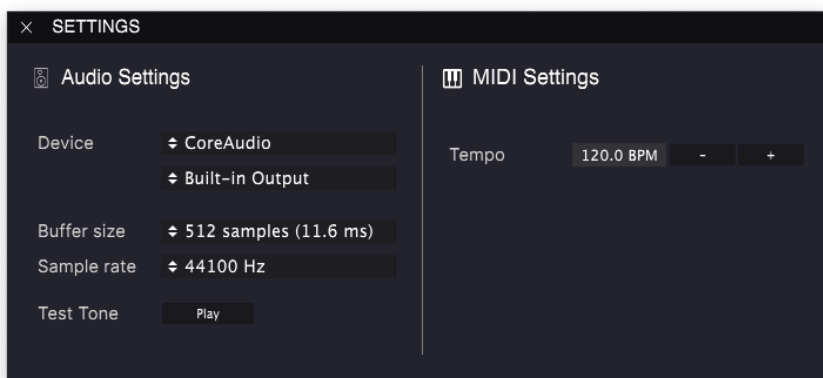 SETTINGS
Audio Settings
Device
CoreAudio
Built-in Output
Buffer size
512 samples (11.6 ms)
Sample rate
44100 Hz
Test Tone
Play
MIDI Settings
Tempo
120.0 BPM
-
+